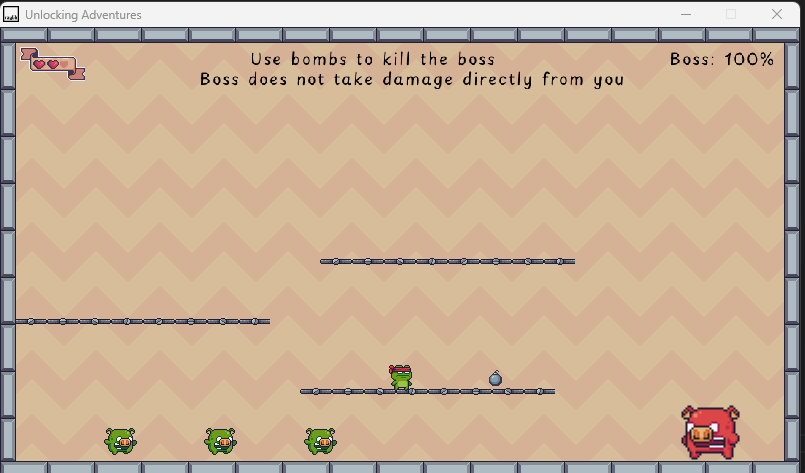 Unlocking Adventures
Use bombs to kill the boss
Boss: 100%
Boss does not take damage directly from you